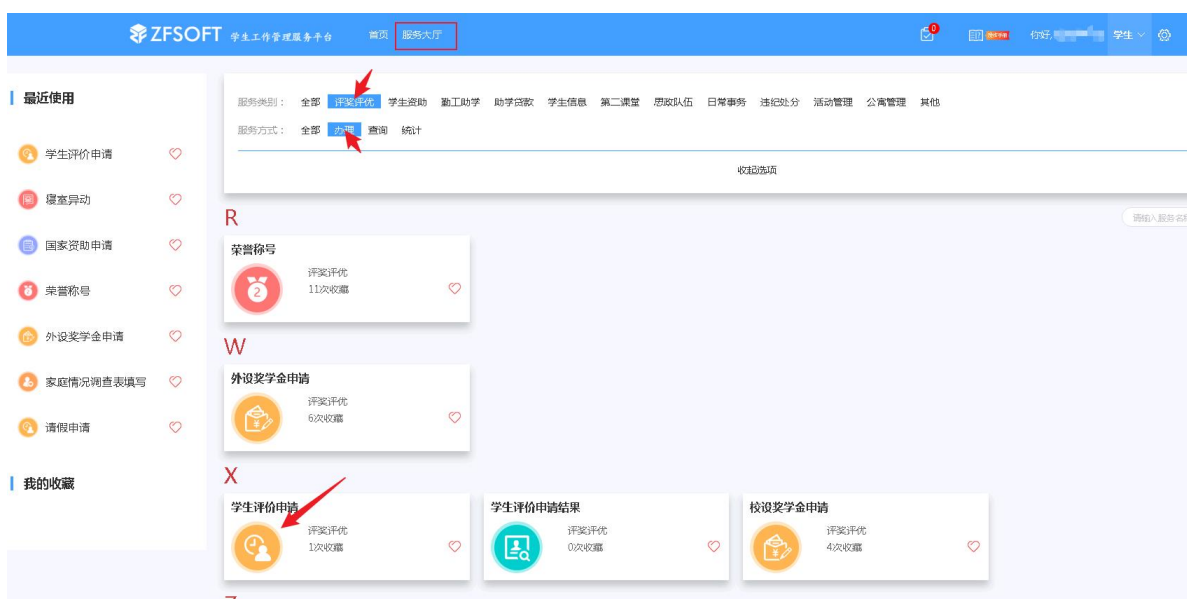 ZFSOFT 学生工作管理服务平台 首页 服务大厅 0 你好, 学生
最近使用
学生评价申请
寝室异动
国家资助申请
荣誉称号
外设奖学金申请
家庭情况调查表填写
请假申请
我的收藏
服务类别： 全部 评奖评优 学生资助 勤工助学 助学贷款 学生信息 第二课堂 思政队伍 日常事务 违纪处分 活动管理 公寓管理 其他
服务方式： 全部 办理 查询 统计
收起选项
请输入服务名称
R
荣誉称号
评奖评优
2
11次收藏
W
外设奖学金申请
评奖评优
6次收藏
X
学生评价申请
评奖评优
1次收藏
学生评价申请结果
评奖评优
0次收藏
校设奖学金申请
评奖评优
4次收藏